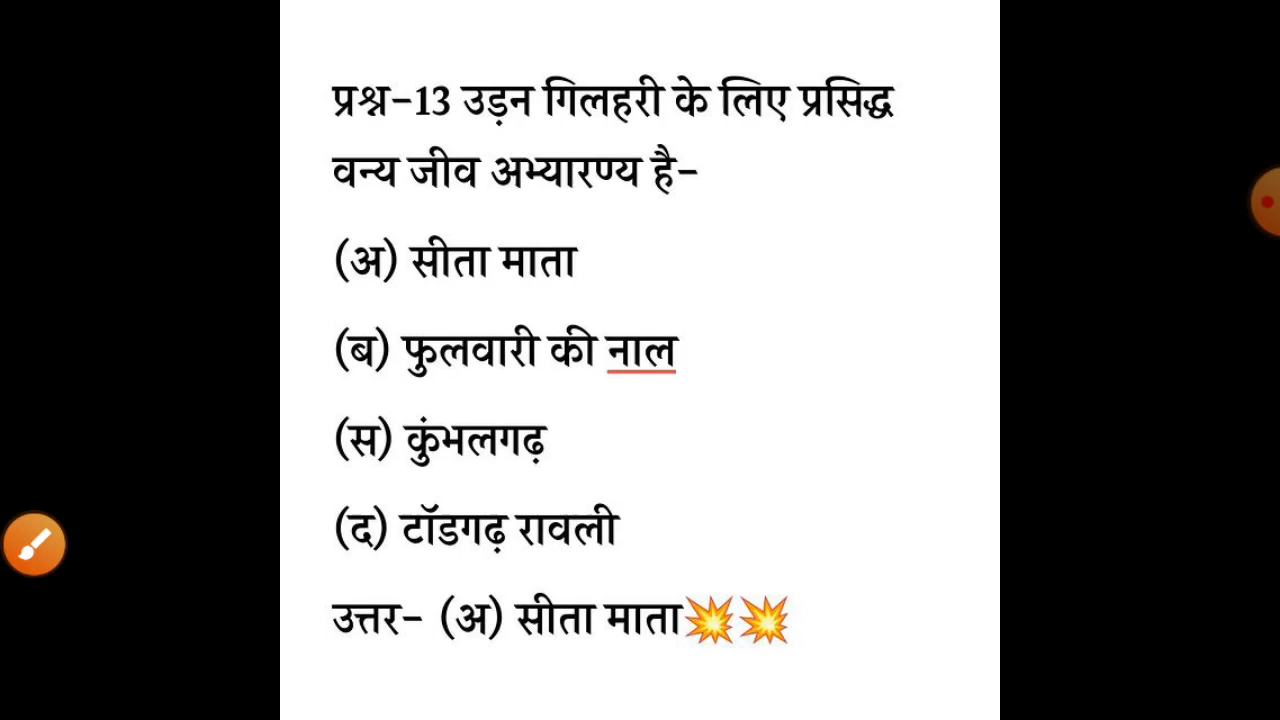 प्रश्न-13 उड़न गिलहरी के लिए प्रसिद्ध
वन्य जीव अभ्यारण्य है-
(अ) सीता माता
(ब) फुलवारी की नाल
(स) कुंभलगढ़
(द) टॉडगढ़ रावली
उत्तर- (अ) सीता माता💥💥